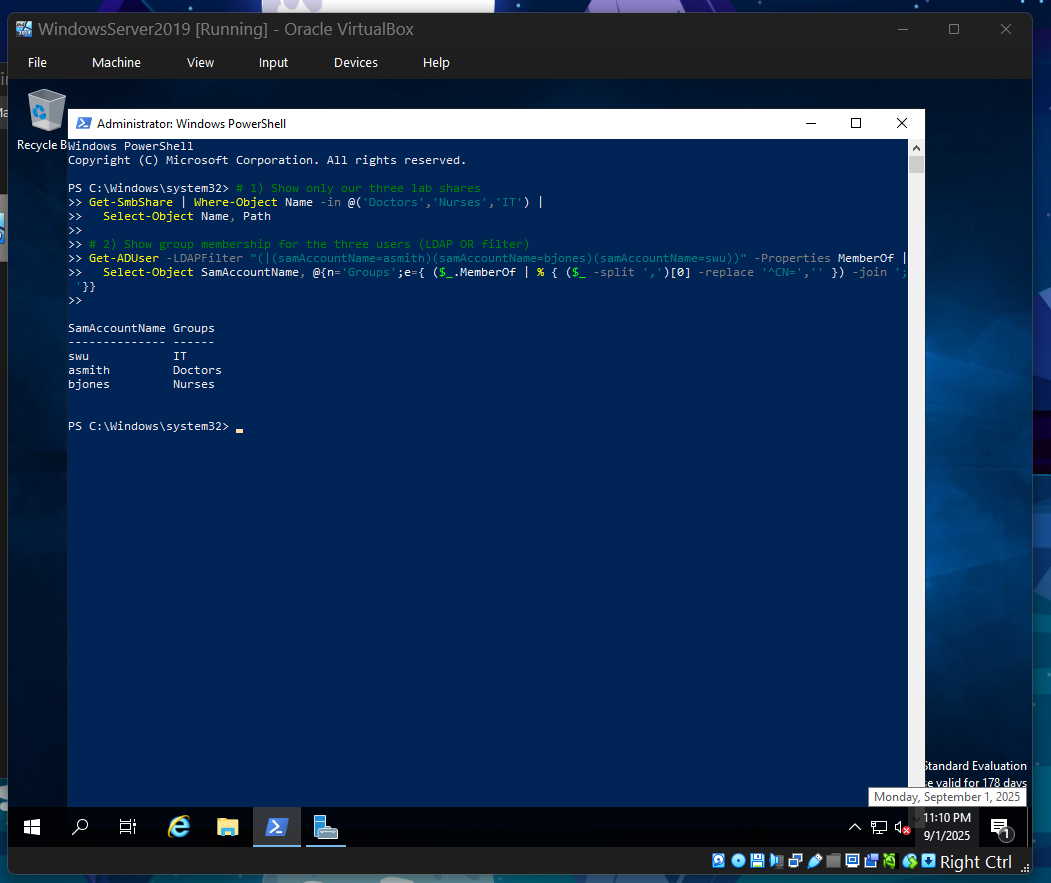 WindowsServer2019 [Running] - Oracle VirtualBox
File Machine View Input Devices Help
Administrator: Windows PowerShell
Recycle B
Windows PowerShell
Copyright (C) Microsoft Corporation. All rights reserved.
PS C:\Windows\system32> # 1) Show only our three lab shares
>> Get-SmbShare | Where-Object Name -in @('Doctors','Nurses','IT') |
>>   Select-Object Name, Path
>>
>> # 2) Show group membership for the three users (LDAP OR filter)
>> Get-ADUser -LDAPFilter "(|(samAccountName=asmith)(samAccountName=bjones)(samAccountName=swu))" -Properties MemberOf |
>>   Select-Object SamAccountName, @{n='Groups';e={ ($_.MemberOf | % { ($_ -split ',')[0] -replace '^CN=','' }) -join ';
'}}
>>
SamAccountName Groups
-------------- ------
swu            IT
asmith         Doctors
bjones         Nurses
PS C:\Windows\system32>
Standard Evaluation
e valid for 178 days
Monday, September 1, 2025
11:10 PM
9/1/2025
1
Right Ctrl